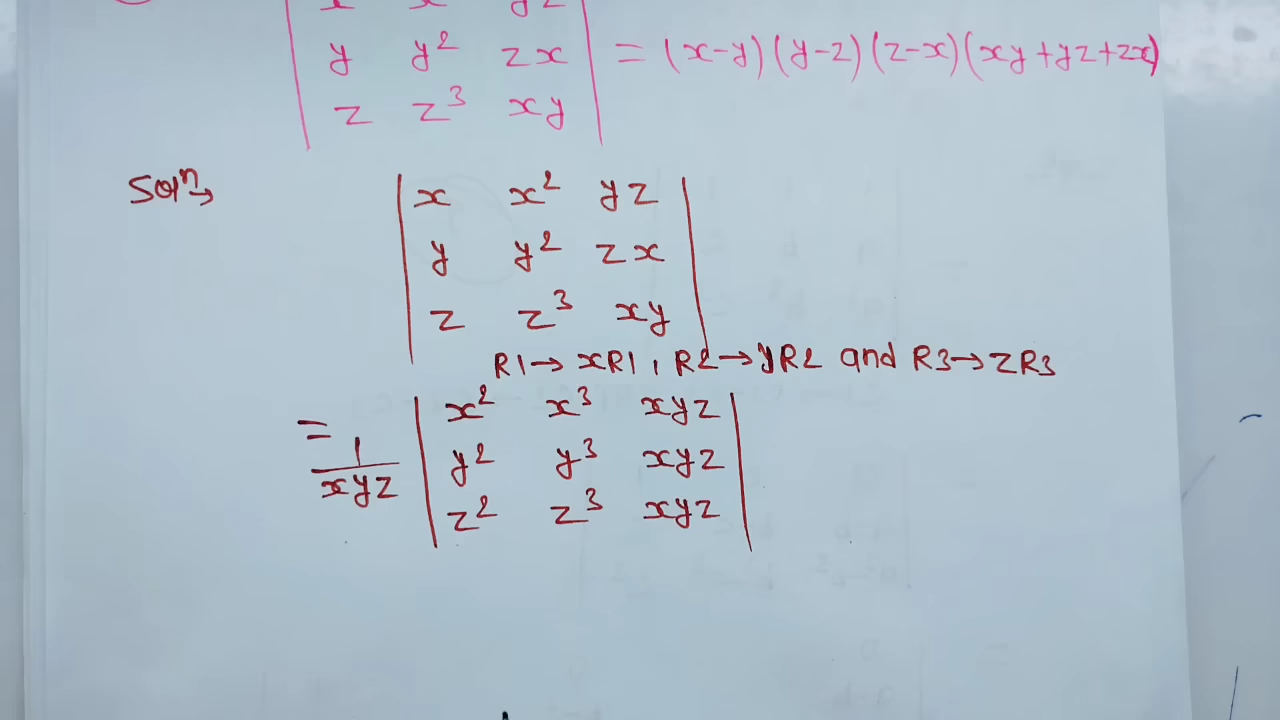 x x yz
y y² zx = (x-y)(y-z)(z-x)(xy+yz+zx)
z z³ xy
Solⁿ→
x x² yz
y y² zx
z z³ xy
R1→xR1, R2→yR2 and R3→zR3
= 1/xyz
x² x³ xyz
y² y³ xyz
z² z³ xyz